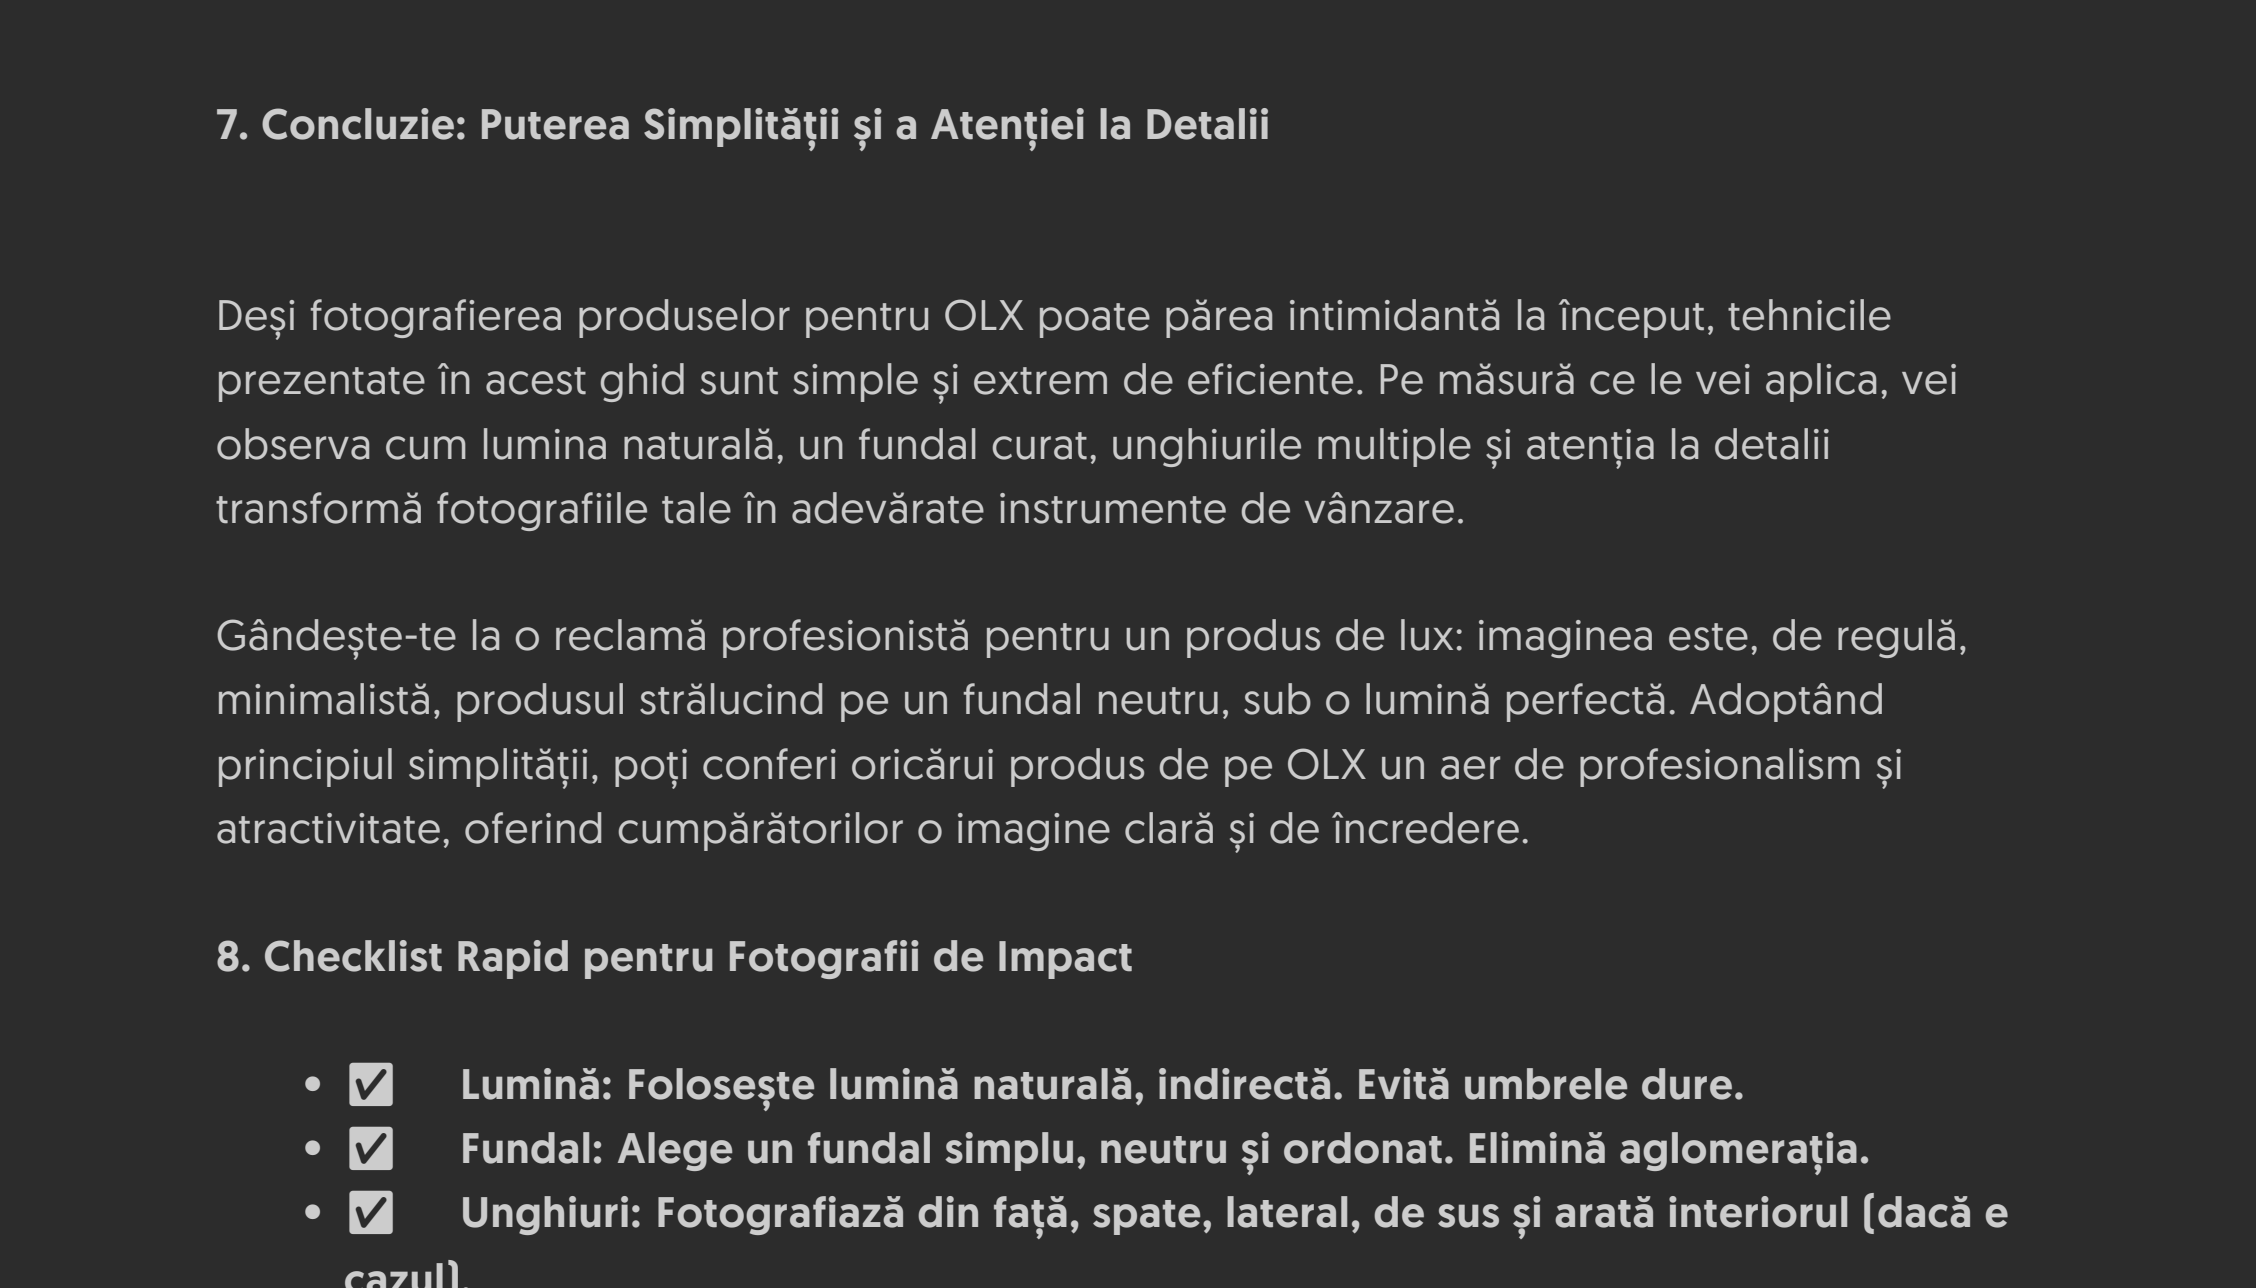 7. Concluzie: Puterea Simplității și a Atenției la Detalii
Deși fotografierea produselor pentru OLX poate părea intimidantă la început, tehnicile
prezentate în acest ghid sunt simple și extrem de eficiente. Pe măsură ce le vei aplica, vei
observa cum lumina naturală, un fundal curat, unghiurile multiple și atenția la detalii
transformă fotografiile tale în adevărate instrumente de vânzare.
Gândește-te la o reclamă profesionistă pentru un produs de lux: imaginea este, de regulă,
minimalistă, produsul strălucind pe un fundal neutru, sub o lumină perfectă. Adoptând
principiul simplității, poți conferi oricărui produs de pe OLX un aer de profesionalism și
atractivitate, oferind cumpărătorilor o imagine clară și de încredere.
8. Checklist Rapid pentru Fotografii de Impact
• ✅ Lumină: Folosește lumină naturală, indirectă. Evită umbrele dure.
• ✅ Fundal: Alege un fundal simplu, neutru și ordonat. Elimină aglomerația.
• ✅ Unghiuri: Fotografiază din față, spate, lateral, de sus și arată interiorul (dacă e
cazul).